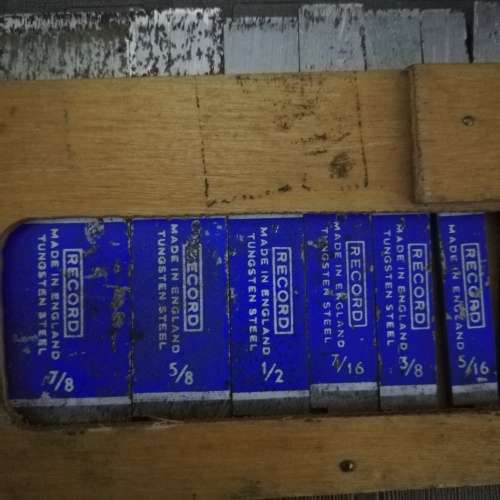 RECORD
MADE IN ENGLAND
TUNGSTEN STEEL
7/8
RECORD
MADE IN ENGLAND
TUNGSTEN STEEL
5/8
RECORD
MADE IN ENGLAND
TUNGSTEN STEEL
1/2
RECORD
MADE IN ENGLAND
TUNGSTEN STEEL
7/16
RECORD
MADE IN ENGLAND
TUNGSTEN STEEL
3/8
RECORD
MADE IN ENGLAND
TUNGSTEN STEEL
5/16